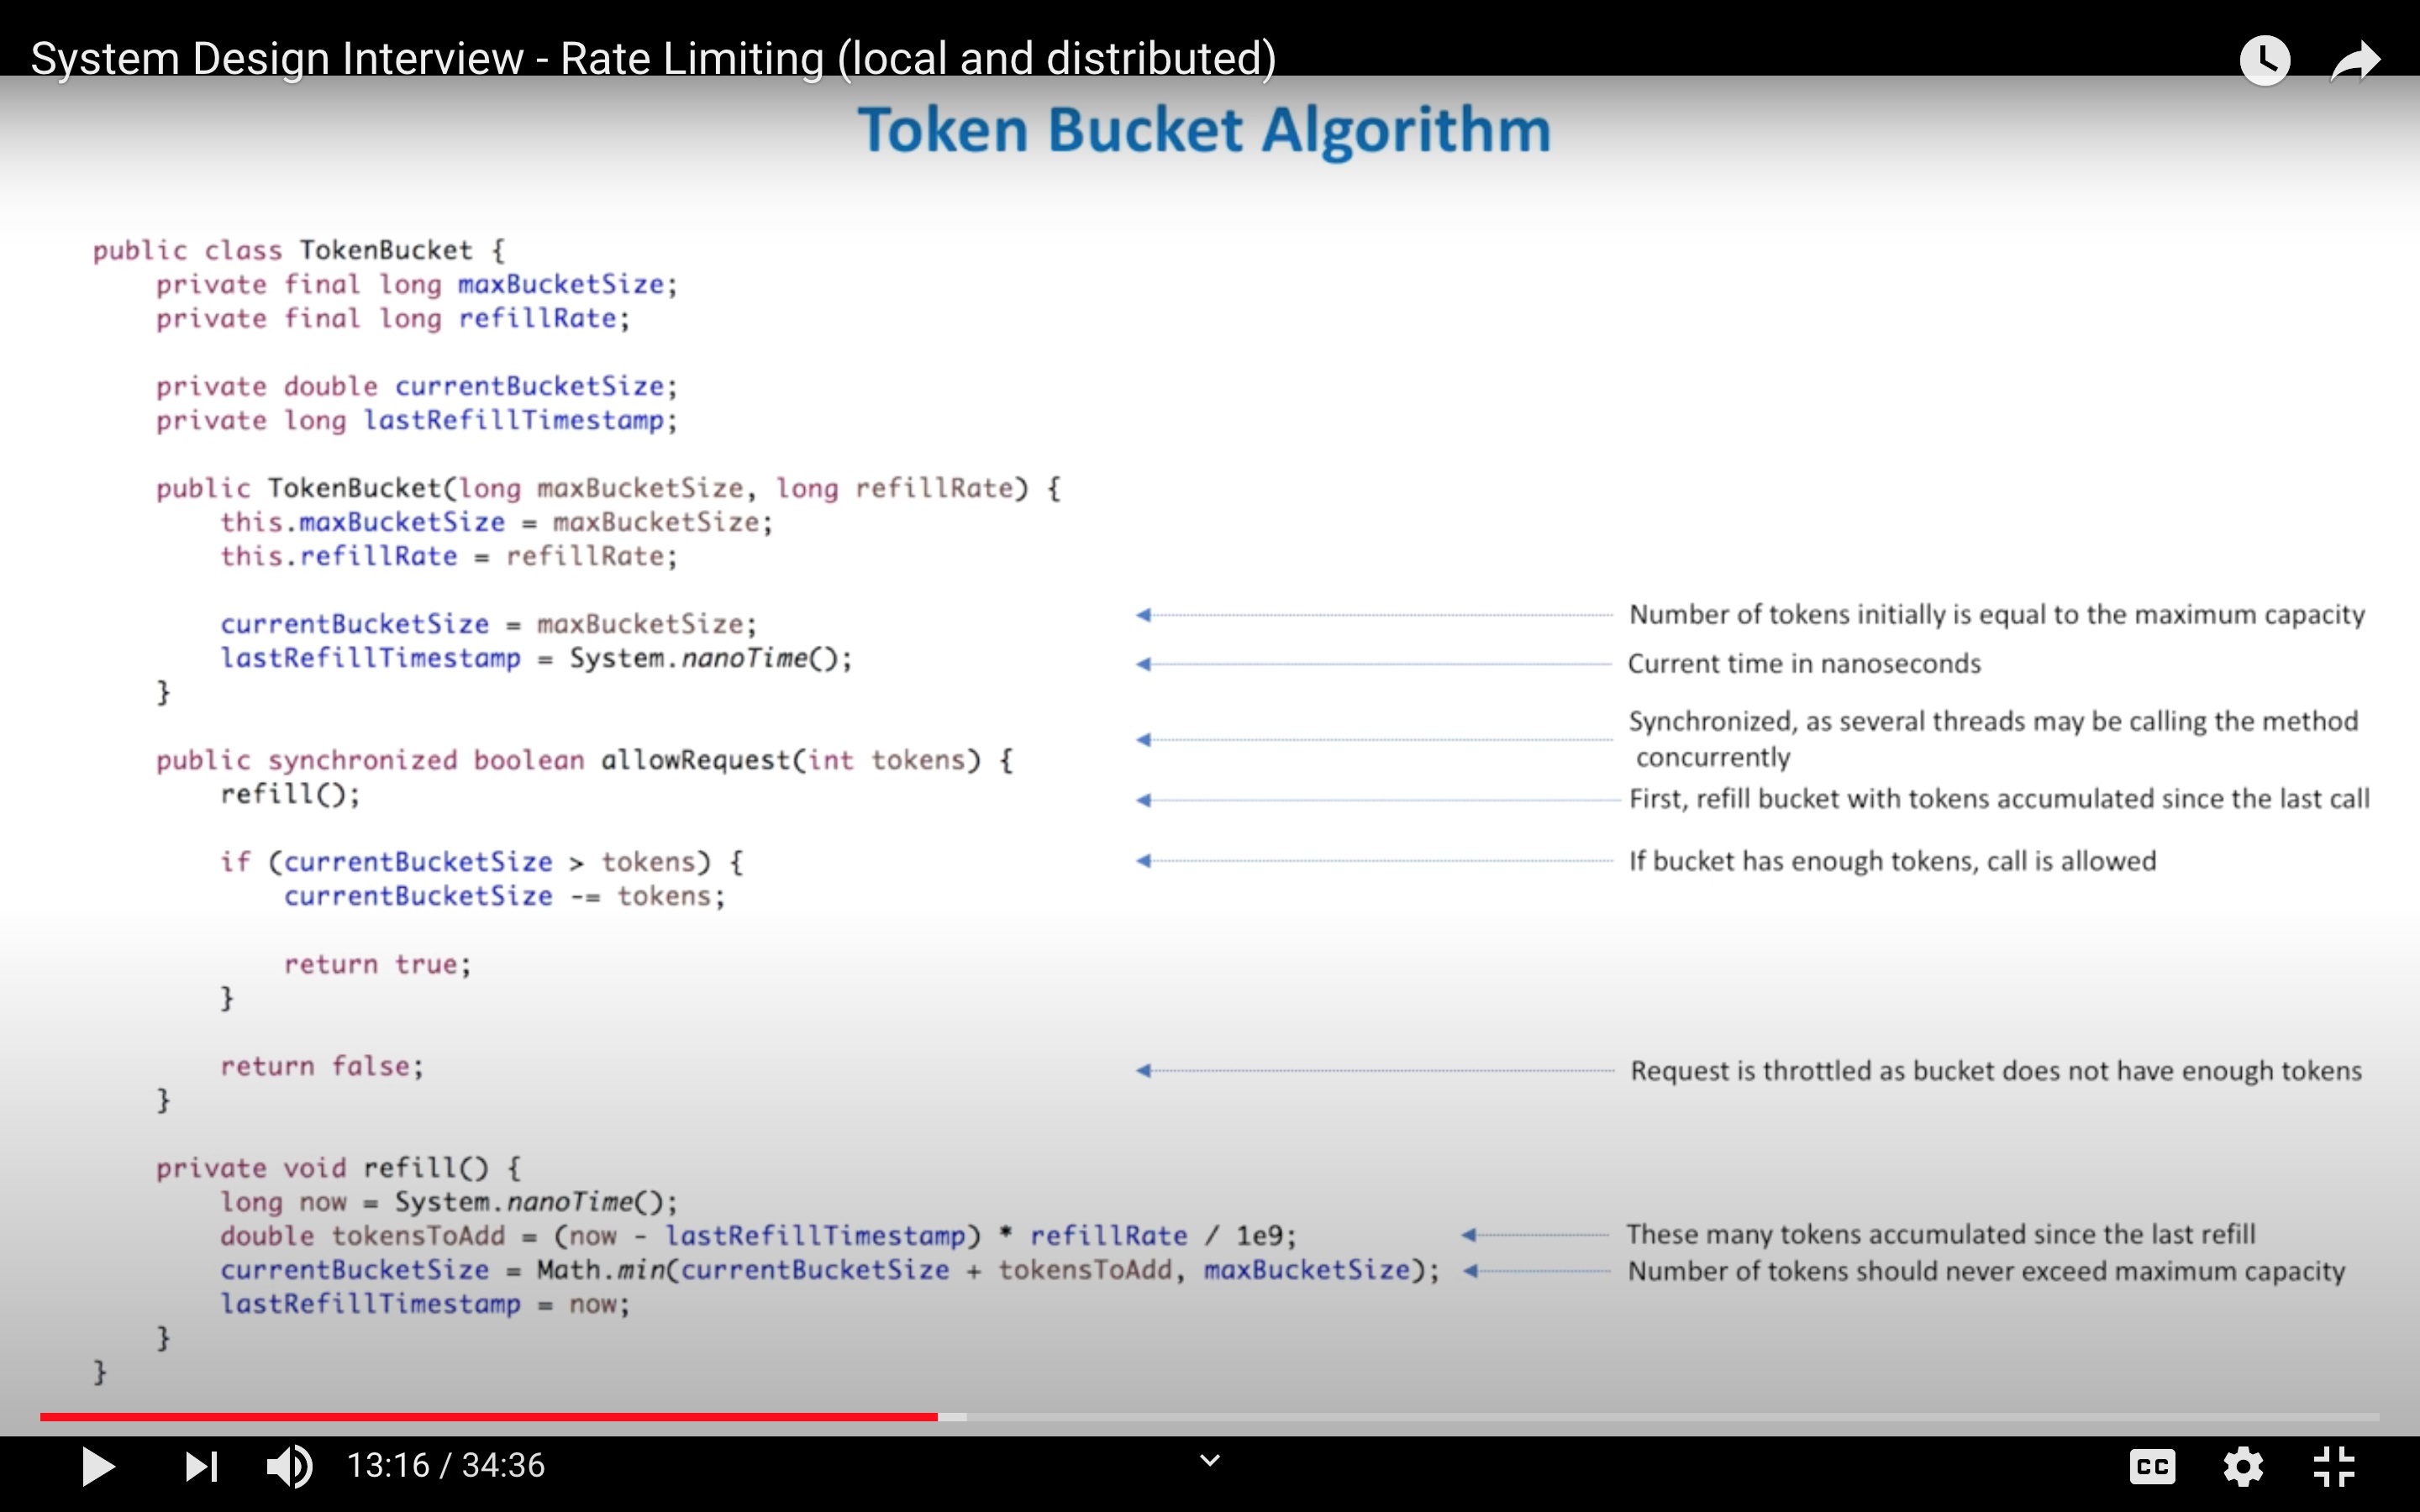 System Design Interview - Rate Limiting (local and distributed)
Token Bucket Algorithm
public class TokenBucket {
private final long maxBucketSize;
private final long refillRate;
private double currentBucketSize;
private long lastRefillTimestamp;
public TokenBucket(long maxBucketSize, long refillRate) {
this.maxBucketSize = maxBucketSize;
this.refillRate = refillRate;
currentBucketSize = maxBucketSize;
Number of tokens initially is equal to the maximum capacity
lastRefillTimestamp = System.nanoTime();
Current time in nanoseconds
}
Synchronized, as several threads may be calling the method
concurrently
public synchronized boolean allowRequest(int tokens) {
refill();
First, refill bucket with tokens accumulated since the last call
if (currentBucketSize > tokens) {
If bucket has enough tokens, call is allowed
currentBucketSize -= tokens;
return true;
}
return false;
Request is throttled as bucket does not have enough tokens
}
private void refill() {
long now = System.nanoTime();
double tokensToAdd = (now - lastRefillTimestamp) * refillRate / 1e9;
These many tokens accumulated since the last refill
currentBucketSize = Math.min(currentBucketSize + tokensToAdd, maxBucketSize);
Number of tokens should never exceed maximum capacity
lastRefillTimestamp = now;
}
}
13:16 / 34:36
CC